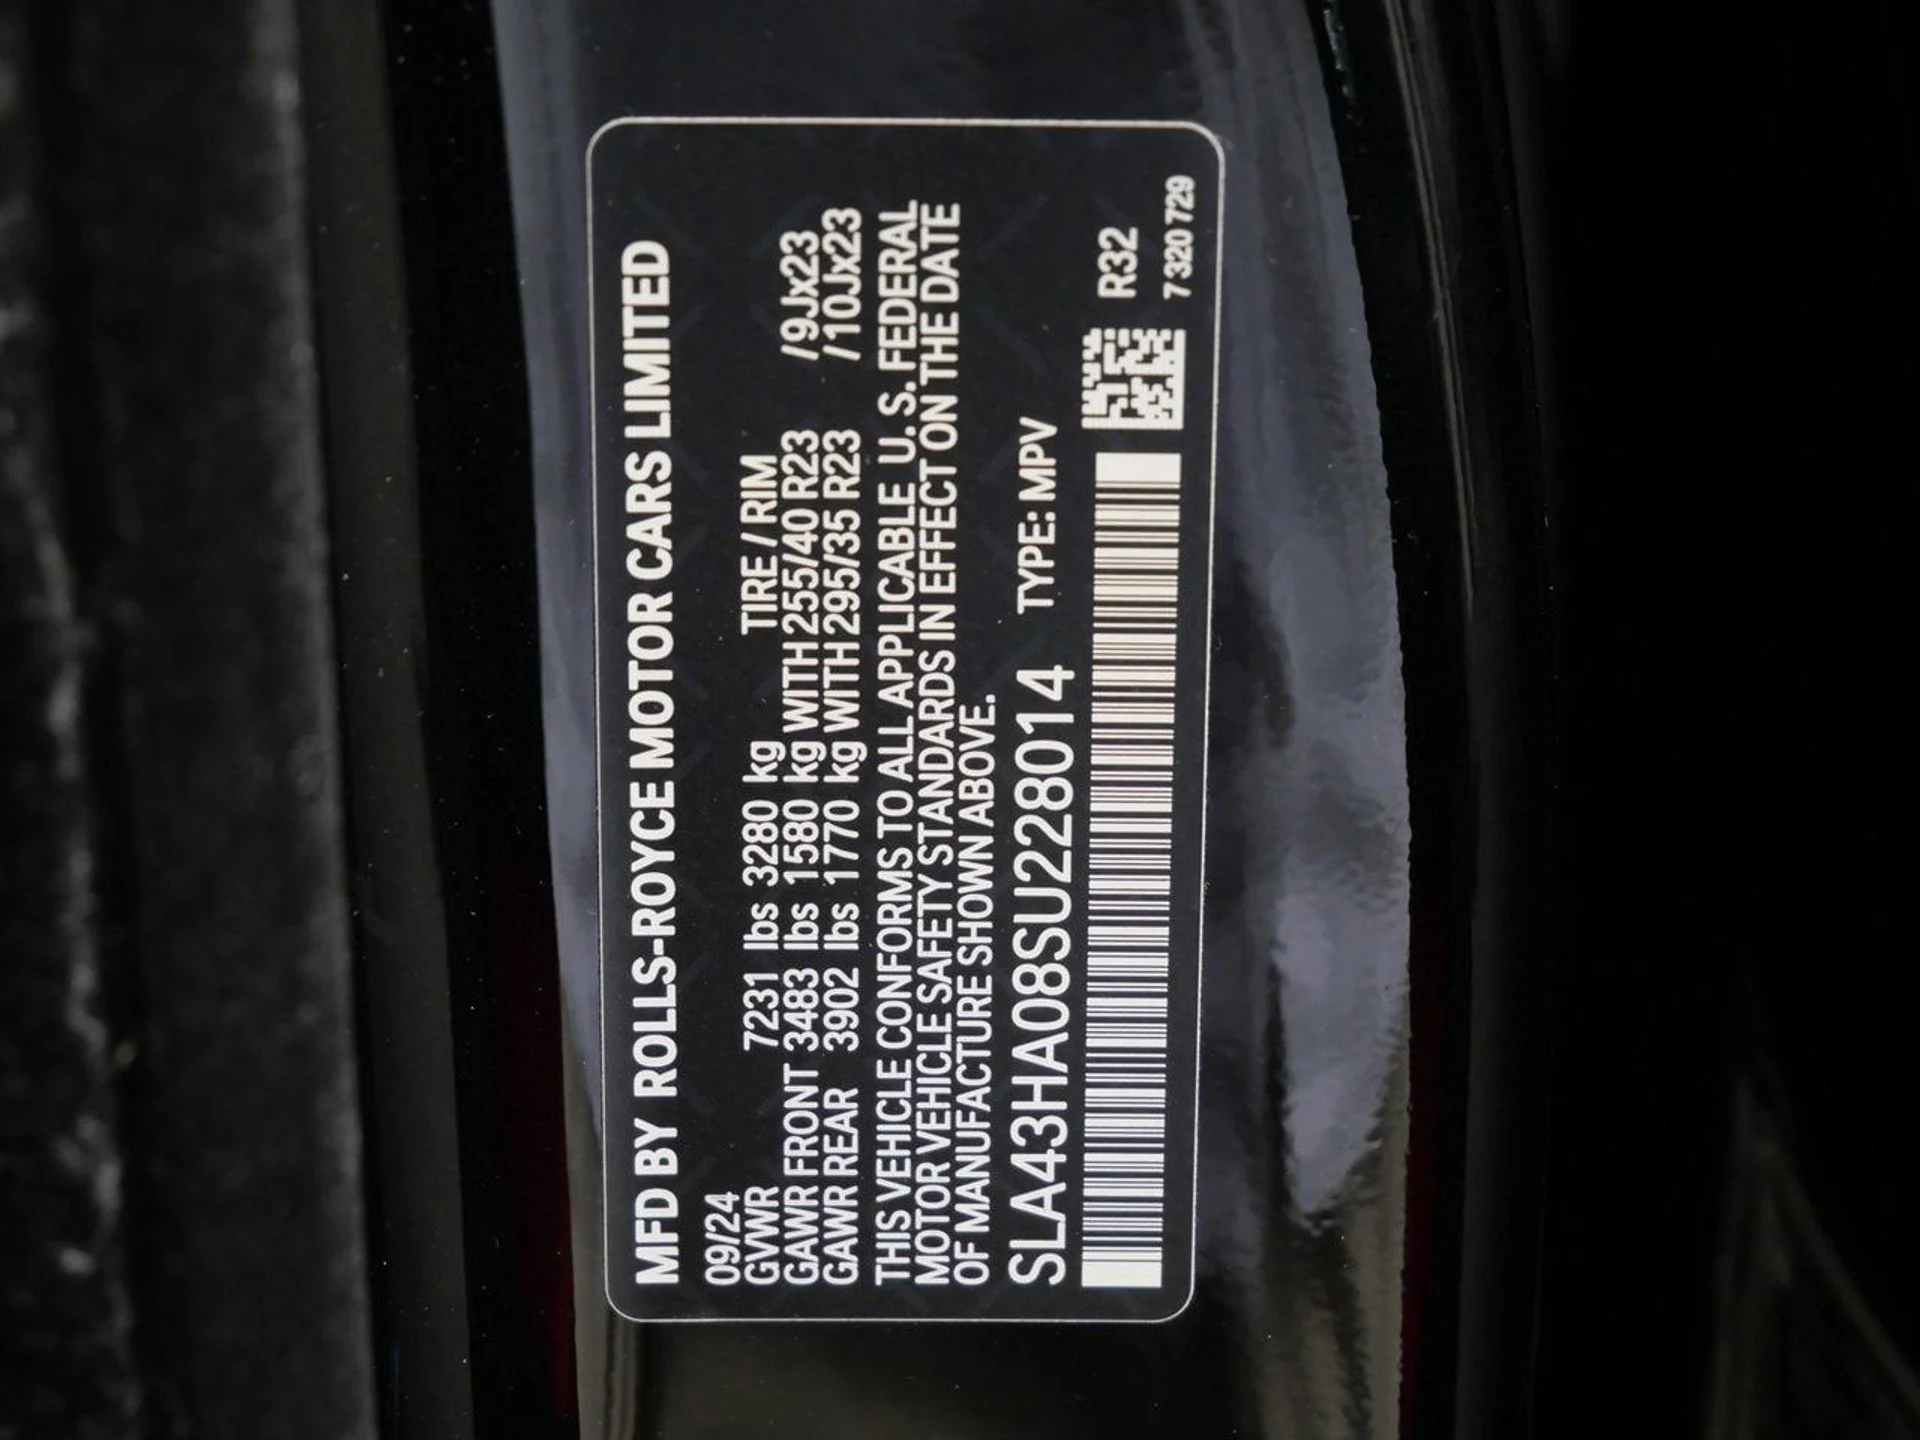 MFD BY ROLLS-ROYCE MOTOR CARS LIMITED
09/24
GVWR 7231 lbs 3280 kg TIRE / RIM
GAWR FRONT 3483 lbs 1580 kg WITH 255/40 R23 /9Jx23
GAWR REAR 3902 lbs 1770 kg WITH 295/35 R23 /10Jx23
THIS VEHICLE CONFORMS TO ALL APPLICABLE U.S. FEDERAL
MOTOR VEHICLE SAFETY STANDARDS IN EFFECT ON THE DATE
OF MANUFACTURE SHOWN ABOVE.
SLA43HA08SU228014 TYPE: MPV
R32
7 320 729